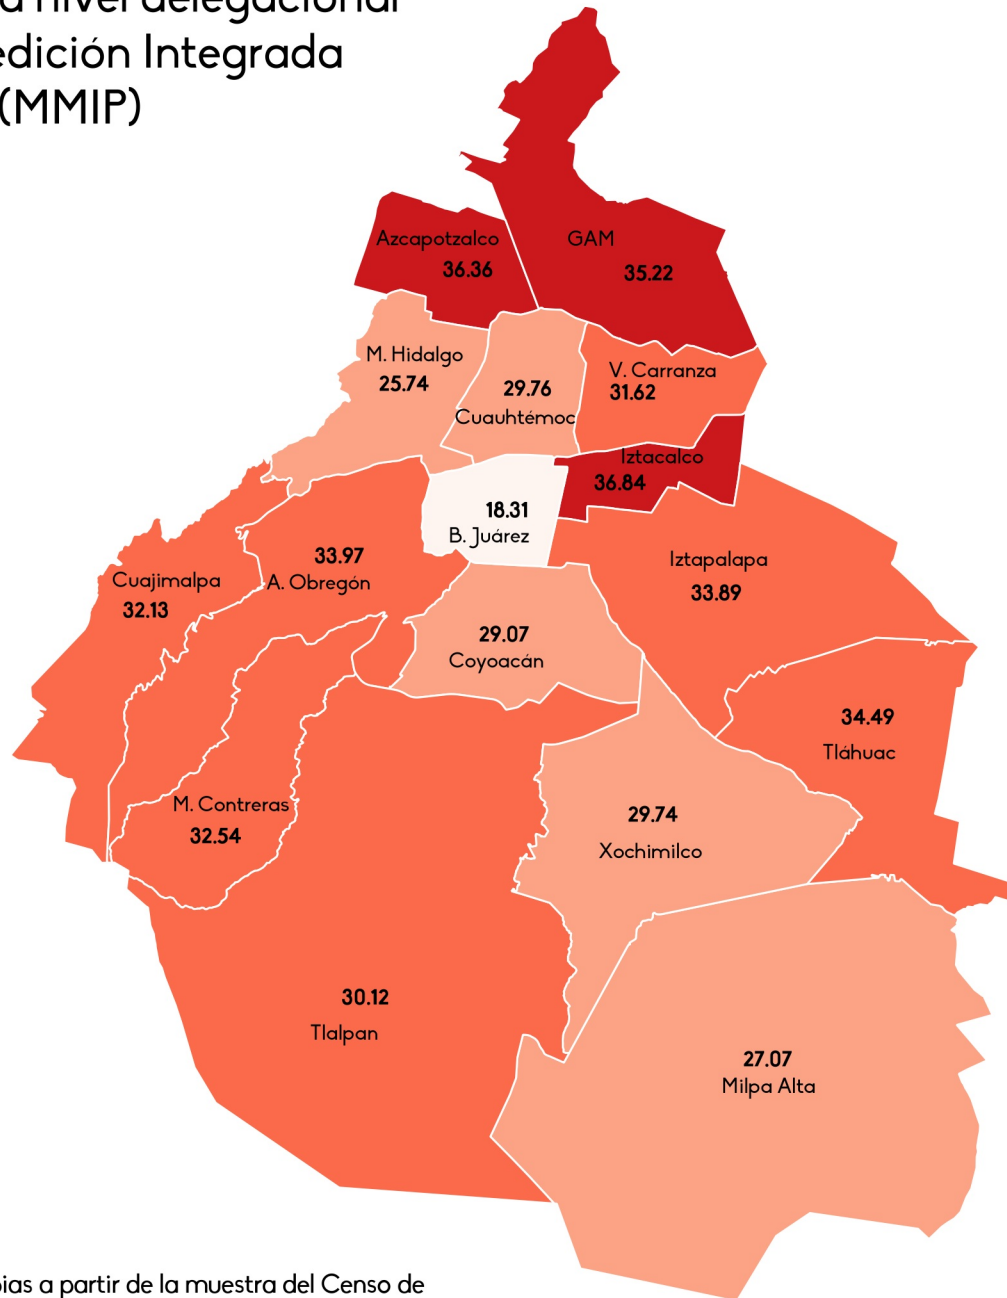 a nivel delegacional
edición Integrada
(MMIP)
Azcapotzalco
36.36
GAM
35.22
M. Hidalgo
25.74
29.76
Cuauhtémoc
V. Carranza
31.62
Iztacalco
36.84
18.31
B. Juárez
33.97
A. Obregón
Cuajimalpa
32.13
Iztapalapa
33.89
29.07
Coyoacán
34.49
Tláhuac
M. Contreras
32.54
29.74
Xochimilco
30.12
Tlalpan
27.07
Milpa Alta
ias a partir de la muestra del Censo de